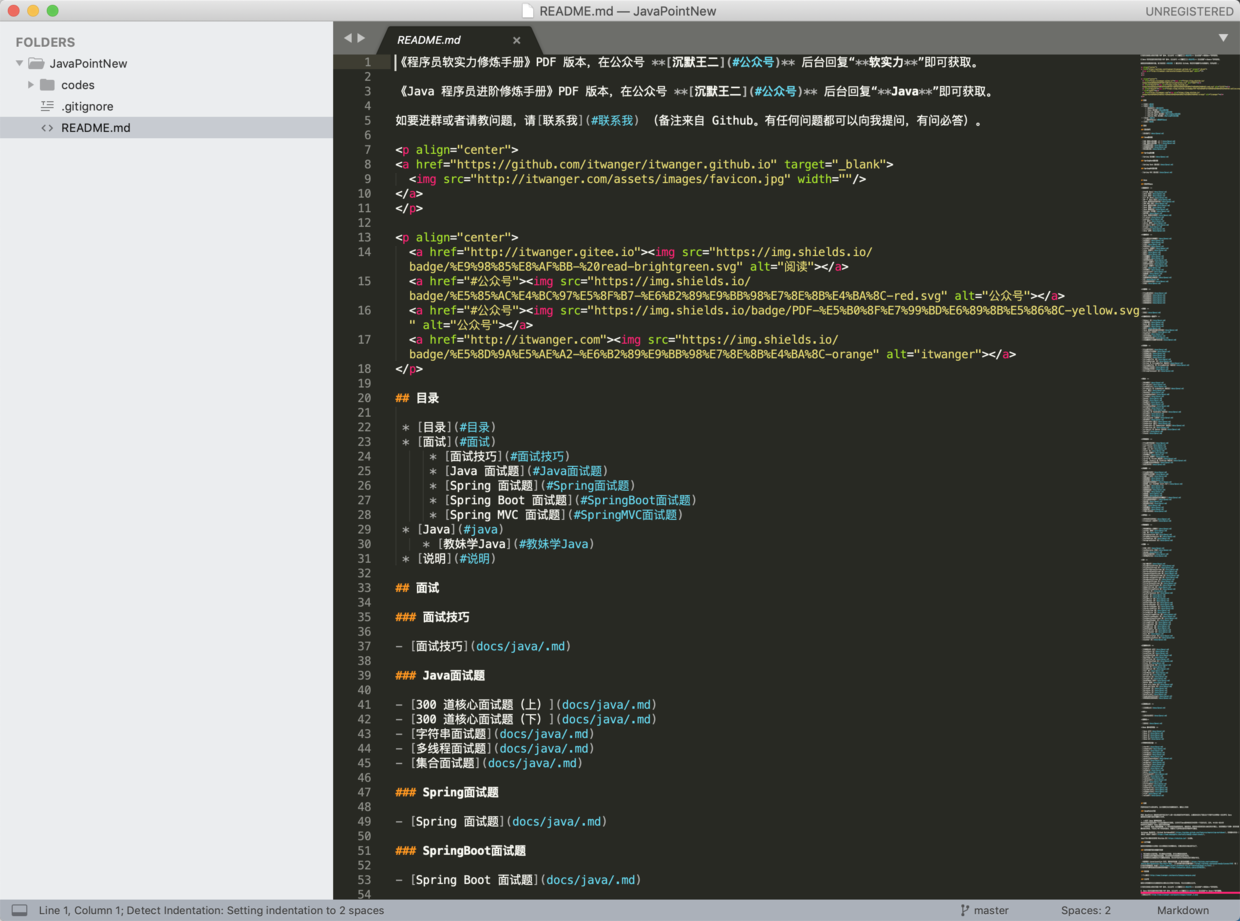 README.md — JavaPointNew
UNREGISTERED
FOLDERS
JavaPointNew
codes
.gitignore
README.md
README.md
1 《程序员软实力修炼手册》PDF 版本，在公众号 **[沉默王二](#公众号)** 后台回复“**软实力**”即可获取。
2
3 《Java 程序员进阶修炼手册》PDF 版本，在公众号 **[沉默王二](#公众号)** 后台回复“**Java**”即可获取。
4
5 如要进群或者请教问题，请[联系我](#联系我) （备注来自 Github。有任何问题都可以向我提问，有问必答）。
6
7 <p align="center">
8 <a href="https://github.com/itwanger/itwanger.github.io" target="_blank">
9 <img src="http://itwanger.com/assets/images/favicon.jpg" width=""/>
10 </a>
11 </p>
12
13 <p align="center">
14 <a href="http://itwanger.gitee.io"><img src="https://img.shields.io/
badge/%E9%98%85%E8%AF%BB-%20read-brightgreen.svg" alt="阅读"></a>
15 <a href="#公众号"><img src="https://img.shields.io/
badge/%E5%85%AC%E4%BC%97%E5%8F%B7-%E6%B2%89%E9%BB%98%E7%8E%8B%E4%BA%8C-red.svg" alt="公众号"></a>
16 <a href="#公众号"><img src="https://img.shields.io/badge/PDF-%E5%B0%8F%E7%99%BD%E6%89%8B%E5%86%8C-yellow.svg
" alt="公众号"></a>
17 <a href="http://itwanger.com"><img src="https://img.shields.io/
badge/%E5%8D%9A%E5%AE%A2-%E6%B2%89%E9%BB%98%E7%8E%8B%E4%BA%8C-orange" alt="itwanger"></a>
18 </p>
19
20 ## 目录
21
22 * [目录](#目录)
23 * [面试](#面试)
24 * [面试技巧](#面试技巧)
25 * [Java 面试题](#Java面试题)
26 * [Spring 面试题](#Spring面试题)
27 * [Spring Boot 面试题](#SpringBoot面试题)
28 * [Spring MVC 面试题](#SpringMVC面试题)
29 * [Java](#java)
30 * [教妹学Java](#教妹学Java)
31 * [说明](#说明)
32
33 ## 面试
34
35 ### 面试技巧
36
37 - [面试技巧](docs/java/.md)
38
39 ### Java面试题
40
41 - [300 道核心面试题（上）](docs/java/.md)
42 - [300 道核心面试题（下）](docs/java/.md)
43 - [字符串面试题](docs/java/.md)
44 - [多线程面试题](docs/java/.md)
45 - [集合面试题](docs/java/.md)
46
47 ### Spring面试题
48
49 - [Spring 面试题](docs/java/.md)
50
51 ### SpringBoot面试题
52
53 - [Spring Boot 面试题](docs/java/.md)
54
Line 1, Column 1; Detect Indentation: Setting indentation to 2 spaces
master
Spaces: 2
Markdown